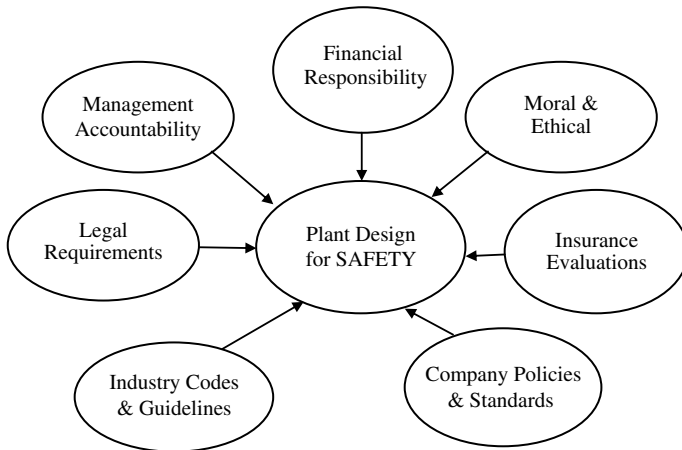 Financial
Responsibility
Management
Accountability
Moral &
Ethical
Legal
Requirements
Plant Design
for SAFETY
Insurance
Evaluations
Industry Codes
& Guidelines
Company Policies
& Standards